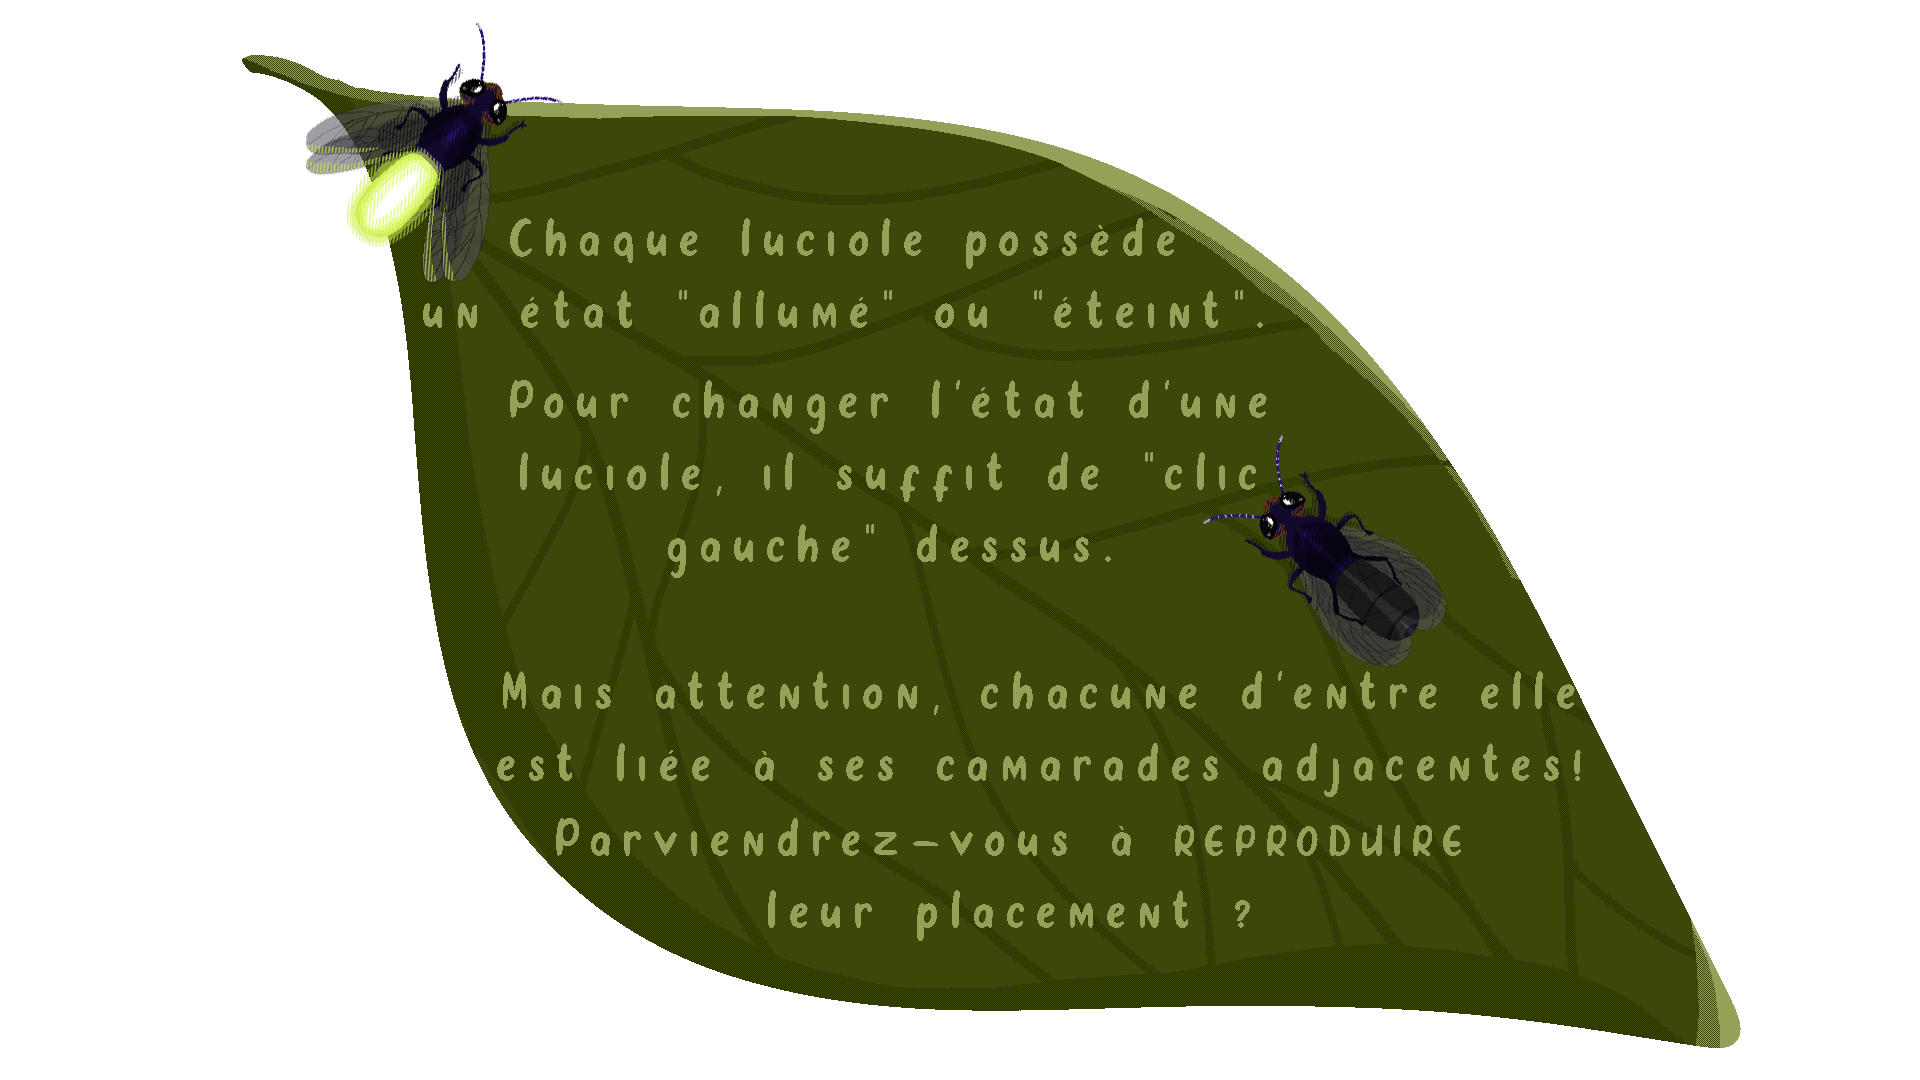 Chaque luciole possède
un état "allumé" ou "éteint".
Pour changer l'état d'une
luciole, il suffit de "clic
gauche" dessus.
Mais attention, chacune d'entre elle
est liée à ses camarades adjacentes!
Parviendrez-vous à REPRODUIRE
leur placement ?